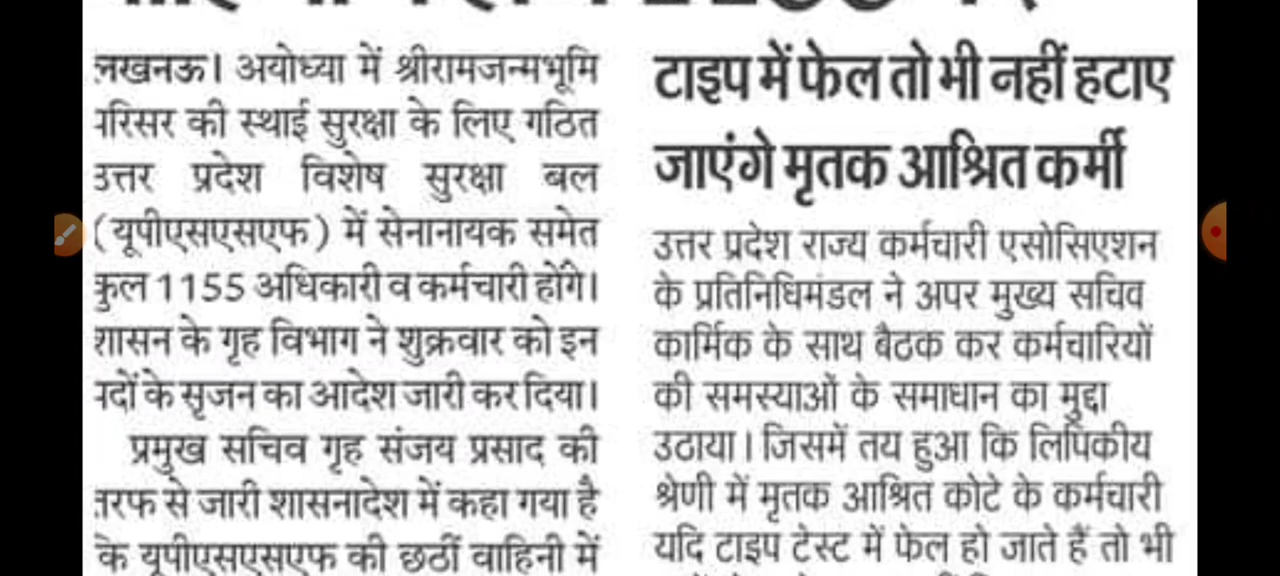 लखनऊ। अयोध्या में श्रीरामजन्मभूमि
परिसर की स्थाई सुरक्षा के लिए गठित
उत्तर प्रदेश विशेष सुरक्षा बल
(यूपीएसएसएफ) में सेनानायक समेत
कुल 1155 अधिकारी व कर्मचारी होंगे।
शासन के गृह विभाग ने शुक्रवार को इन
पदों के सृजन का आदेश जारी कर दिया।
प्रमुख सचिव गृह संजय प्रसाद की
तरफ से जारी शासनादेश में कहा गया है
के यूपीएसएसएफ की छठीं वाहिनी में
टाइप में फेल तो भी नहीं हटाए
जाएंगे मृतक आश्रित कर्मी
उत्तर प्रदेश राज्य कर्मचारी एसोसिएशन
के प्रतिनिधिमंडल ने अपर मुख्य सचिव
कार्मिक के साथ बैठक कर कर्मचारियों
की समस्याओं के समाधान का मुद्दा
उठाया। जिसमें तय हुआ कि लिपिकीय
श्रेणी में मृतक आश्रित कोटे के कर्मचारी
यदि टाइप टेस्ट में फेल हो जाते हैं तो भी